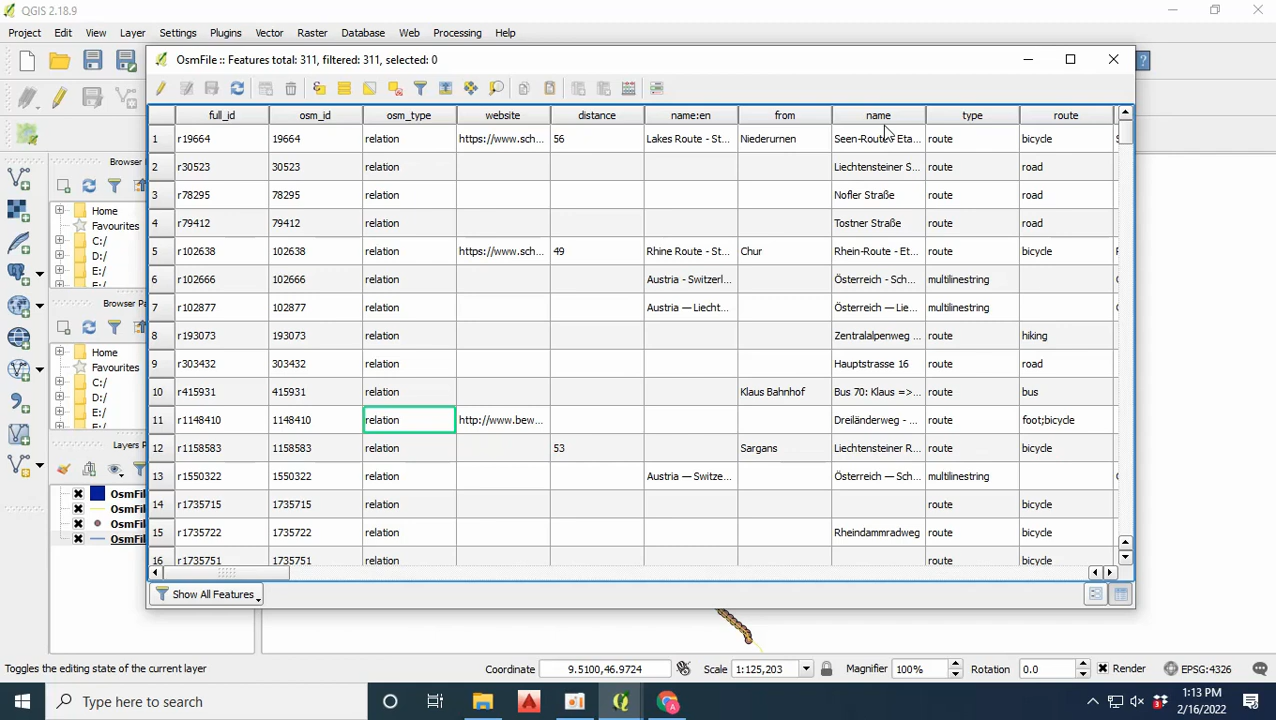 QGIS 2.18.9
Project Edit View Layer Settings Plugins Vector Raster Database Web Processing Help
OsmFile :: Features total: 311, filtered: 311, selected: 0
full_id osm_id osm_type website distance name:en from name type route
1 r19664 19664 relation https://www.sch... 56 Lakes Route - St... Niederurnen Seen-Route - Eta... route bicycle
2 r30523 30523 relation Liechtensteiner S... route road
3 r78295 78295 relation Nofler Straße route road
4 r79412 79412 relation Tostner Straße route road
5 r102638 102638 relation https://www.sch... 49 Rhine Route - St... Chur Rhein-Route - Et... route bicycle
6 r102666 102666 relation Austria - Switzerl... Österreich - Sch... multilinestring
7 r102877 102877 relation Austria — Liecht... Österreich — Lie... multilinestring
8 r193073 193073 relation Zentralalpenweg ... route hiking
9 r303432 303432 relation Hauptstrasse 16 route road
10 r415931 415931 relation Klaus Bahnhof Bus 70: Klaus =>... route bus
11 r1148410 1148410 relation http://www.bew... Dreiländerweg - ... route foot;bicycle
12 r1158583 1158583 relation 53 Sargans Liechtensteiner R... route bicycle
13 r1550322 1550322 relation Austria — Switze... Österreich — Sch... multilinestring
14 r1735715 1735715 relation route bicycle
15 r1735722 1735722 relation Rheindammradweg route bicycle
16 r1735751 1735751 relation route bicycle
Show All Features
Browser P
Home
Favourites
C:/
D:/
E:/
Browser Pa
Home
Favourites
C:/
D:/
E:/
Layers P
OsmFil
OsmFil
OsmFil
OsmFil
Toggles the editing state of the current layer
Coordinate 9.5100,46.9724 Scale 1:125,203 Magnifier 100% Rotation 0.0 Render EPSG:4326
Type here to search
1:13 PM
2/16/2022